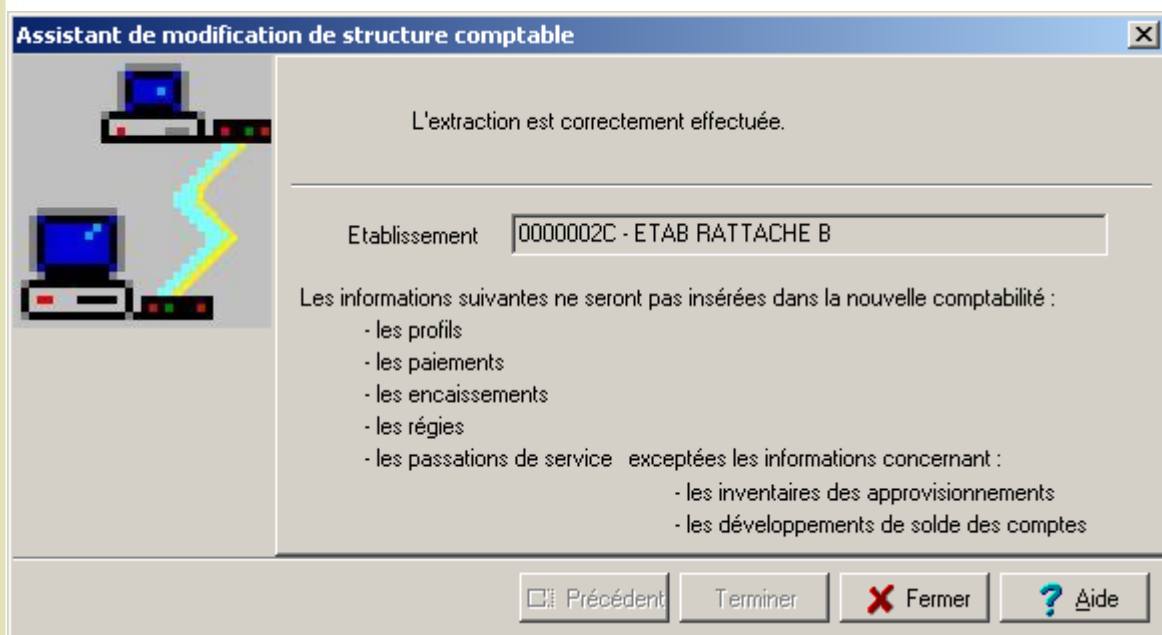 Assistant de modification de structure comptable
L'extraction est correctement effectuée.
Etablissement 0000002C - ETAB RATTACHE B
Les informations suivantes ne seront pas insérées dans la nouvelle comptabilité :
- les profils
- les paiements
- les encaissements
- les régies
- les passations de service exceptées les informations concernant :
- les inventaires des approvisionnements
- les développements de solde des comptes
Précédent Terminer Fermer Aide